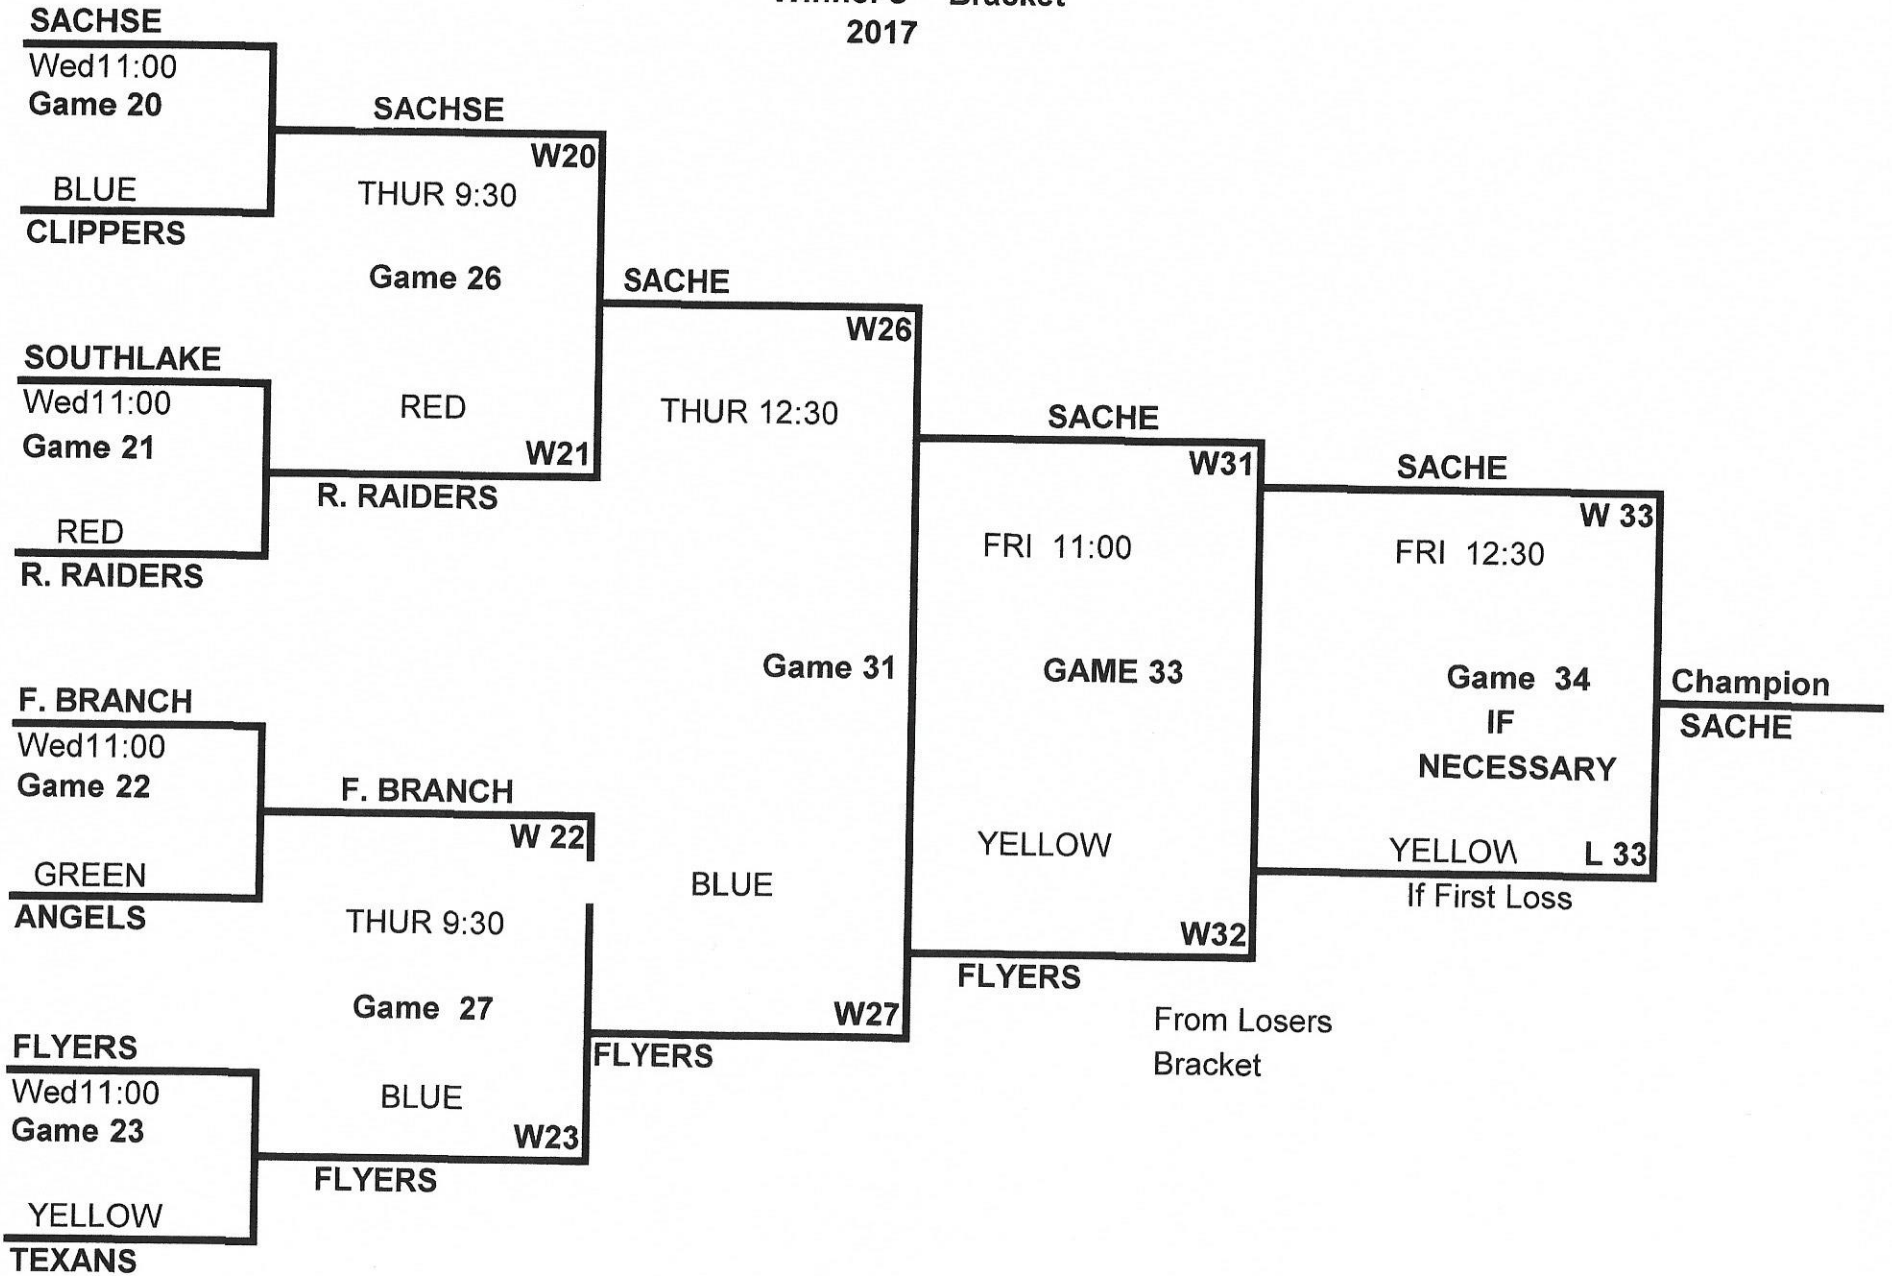 Bracket
2017
SACHSE
Wed11:00
Game 20
BLUE
CLIPPERS
SACHSE
W20
THUR 9:30
Game 26
RED
W21
R. RAIDERS
SOUTHLAKE
Wed11:00
Game 21
RED
R. RAIDERS
SACHE
W26
THUR 12:30
Game 31
BLUE
W27
FLYERS
F. BRANCH
Wed11:00
Game 22
GREEN
ANGELS
F. BRANCH
W 22
THUR 9:30
Game 27
BLUE
W23
FLYERS
FLYERS
Wed11:00
Game 23
YELLOW
TEXANS
SACHE
W31
FRI 11:00
GAME 33
YELLOW
W32
FLYERS
From Losers
Bracket
SACHE
W 33
FRI 12:30
Game 34
IF
NECESSARY
L 33
If First Loss
Champion
SACHE